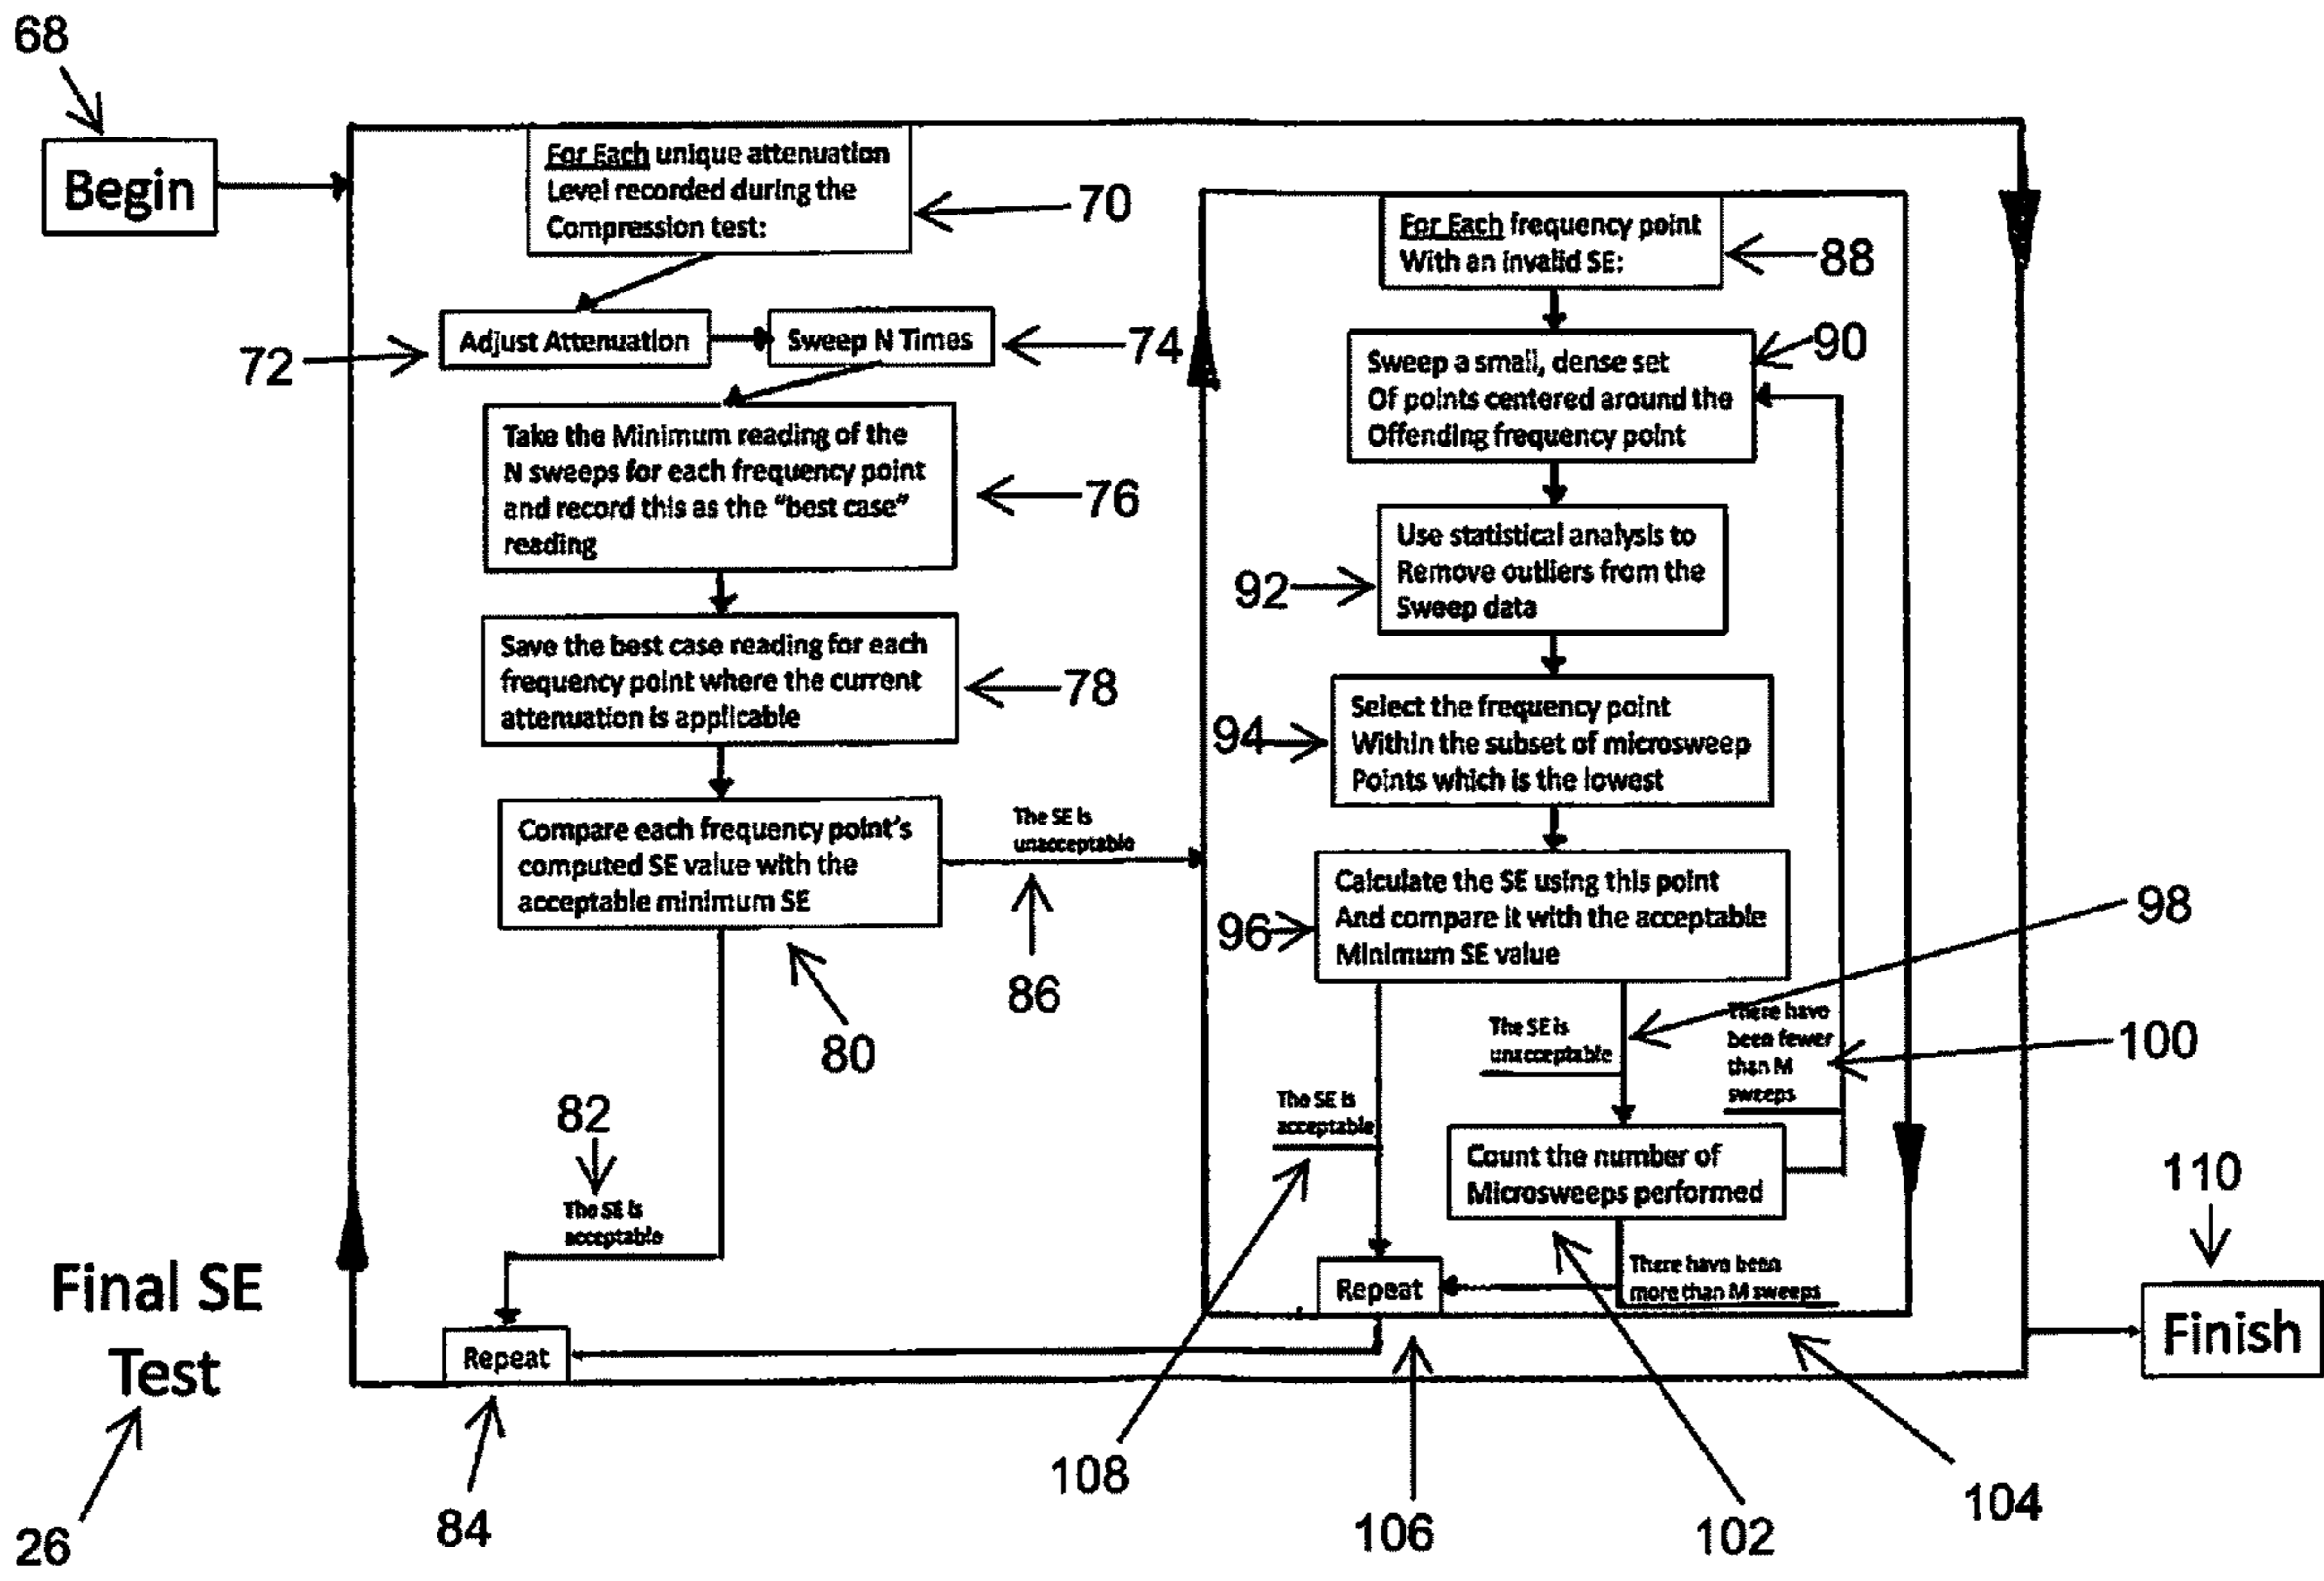 68
Begin
For Each unique attenuation
Level recorded during the
Compression test:
70
72
Adjust Attenuation
Sweep N Times
74
Take the Minimum reading of the
N sweeps for each frequency point
and record this as the "best case"
reading
76
Save the best case reading for each
frequency point where the current
attenuation is applicable
78
Compare each frequency point's
computed SE value with the
acceptable minimum SE
80
The SE is
unacceptable
86
82
The SE is
acceptable
Repeat
84
For Each frequency point
With an invalid SE:
88
Sweep a small, dense set
Of points centered around the
Offending frequency point
90
Use statistical analysis to
Remove outliers from the
Sweep data
92
Select the frequency point
Within the subset of microsweep
Points which is the lowest
94
Calculate the SE using this point
And compare it with the acceptable
Minimum SE value
96
98
The SE is
unacceptable
There have
been fewer
than M
sweeps
100
The SE is
acceptable
Count the number of
Microsweeps performed
There have been
more than M sweeps
Repeat
108
106
102
104
110
Finish
Final SE
Test
26